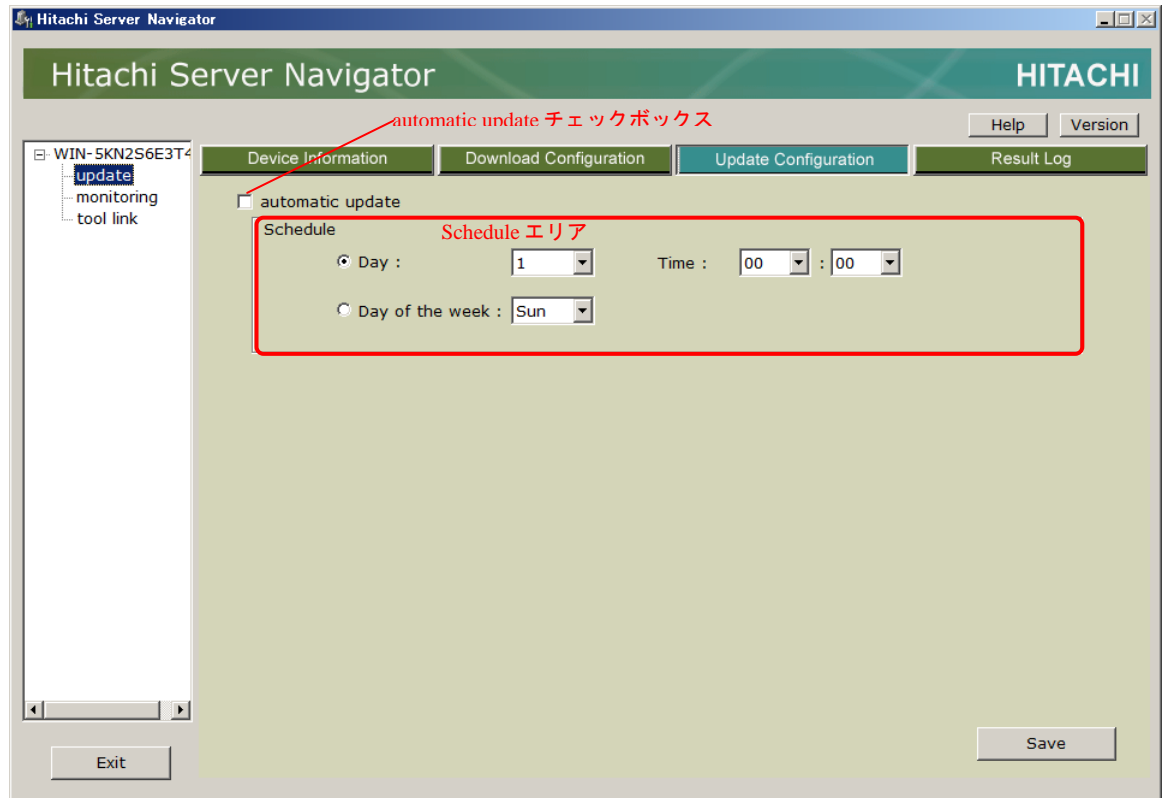 Hitachi Server Navigator
Hitachi Server Navigator
HITACHI
automatic update チェックボックス
Help
Version
WIN-5KN2S6E3T4
update
monitoring
tool link
Device Information
Download Configuration
Update Configuration
Result Log
automatic update
Schedule
Schedule エリア
Day :
1
Time :
00
:
00
Day of the week :
Sun
Save
Exit